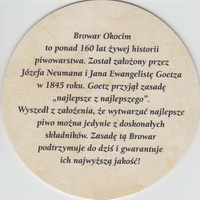 Browar Okocim
to ponad 160 lat żywej historii
piwowarstwa. Został założony przez
Józefa Neumana i Jana Ewangelistę Goetza
w 1845 roku. Goetz przyjął zasadę
„najlepsze z najlepszego”.
Wyszedł z założenia, że wytwarzać najlepsze
piwo można jedynie z doskonałych
składników. Zasadę tą Browar
podtrzymuje do dziś i gwarantuje
ich najwyższą jakość!